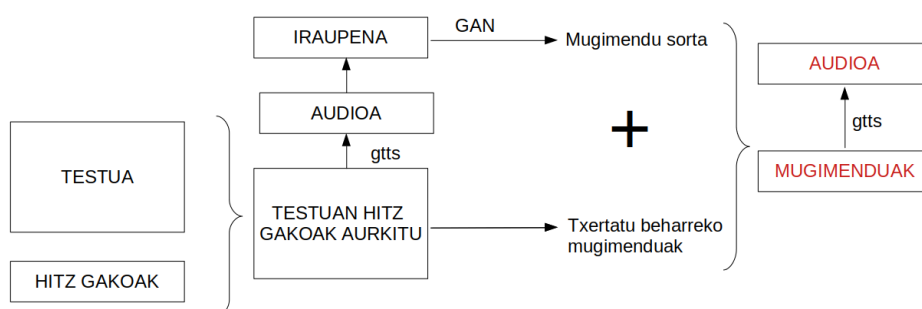 TESTUA
HITZ GAKOAK
IRAUPENA
AUDIOA
gtts
TESTUAN HITZ
GAKOAK AURKITU
GAN
Mugimendu sorta
+
Txertatu beharreko
mugimenduak
AUDIOA
gtts
MUGIMENDUAK